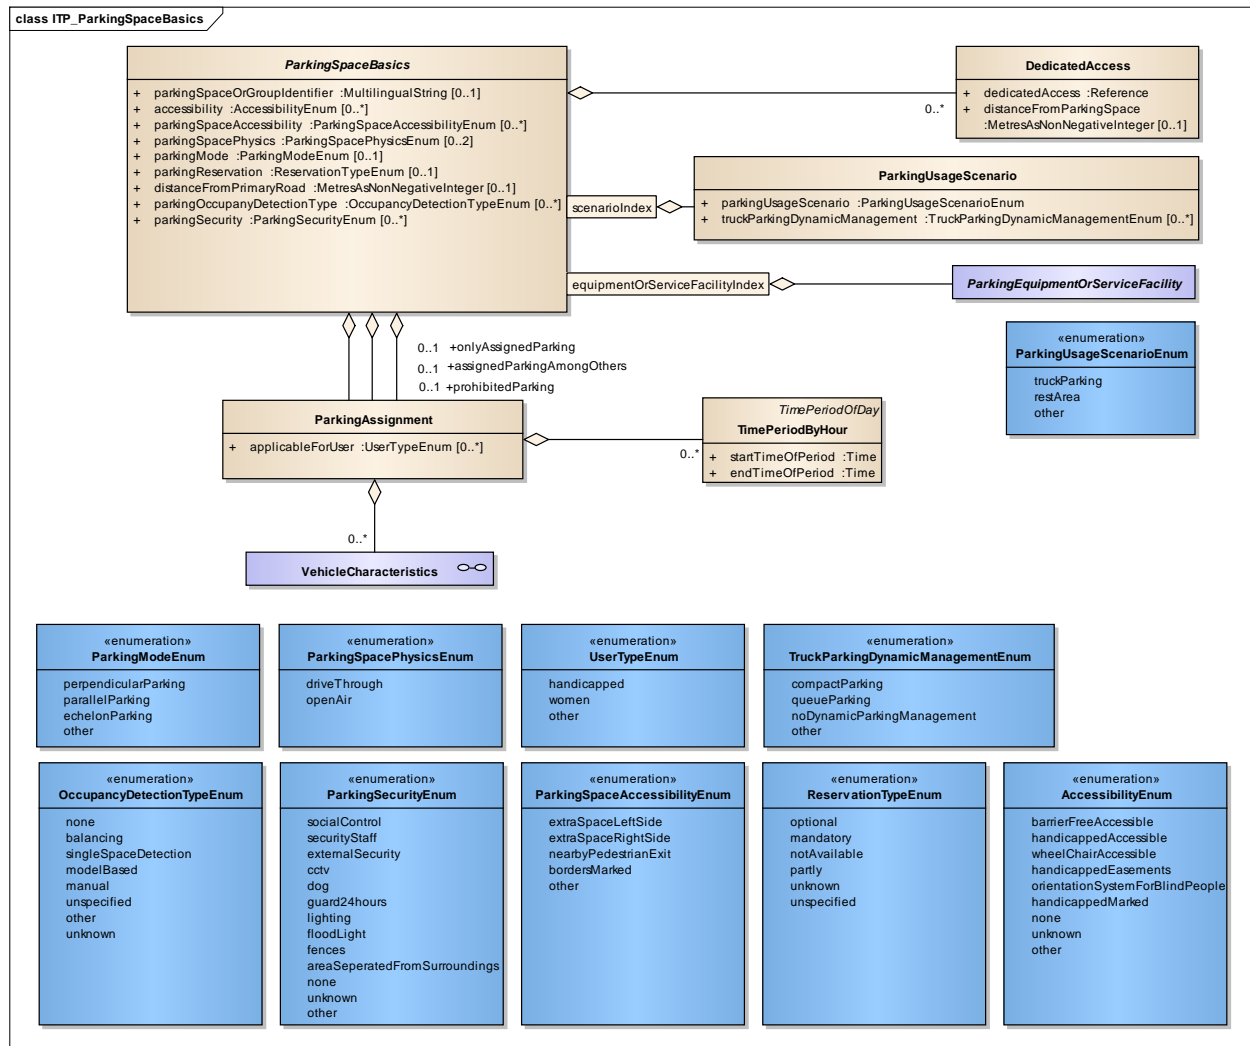 class ITP_ParkingSpaceBasics
ParkingSpaceBasics
+ parkingSpaceOrGroupIdentifier :MultilingualString [0..1]
+ accessibility :AccessibilityEnum [0..*]
+ parkingSpaceAccessibility :ParkingSpaceAccessibilityEnum [0..*]
+ parkingSpacePhysics :ParkingSpacePhysicsEnum [0..2]
+ parkingMode :ParkingModeEnum [0..1]
+ parkingReservation :ReservationTypeEnum [0..1]
+ distanceFromPrimaryRoad :MetresAsNonNegativeInteger [0..1]
+ parkingOccupanyDetectionType :OccupancyDetectionTypeEnum [0..*]
+ parkingSecurity :ParkingSecurityEnum [0..*]
DedicatedAccess
+ dedicatedAccess :Reference
+ distanceFromParkingSpace
:MetresAsNonNegativeInteger [0..1]
0..*
ParkingUsageScenario
+ parkingUsageScenario :ParkingUsageScenarioEnum
+ truckParkingDynamicManagement :TruckParkingDynamicManagementEnum [0..*]
scenarioIndex
equipmentOrServiceFacilityIndex
ParkingEquipmentOrServiceFacility
«enumeration»
ParkingUsageScenarioEnum
truckParking
restArea
other
0..1 +onlyAssignedParking
0..1 +assignedParkingAmongOthers
0..1 +prohibitedParking
ParkingAssignment
+ applicableForUser :UserTypeEnum [0..*]
TimePeriodOfDay
TimePeriodByHour
+ startTimeOfPeriod :Time
+ endTimeOfPeriod :Time
0..*
0..*
VehicleCharacteristics
«enumeration»
ParkingModeEnum
perpendicularParking
parallelParking
echelonParking
other
«enumeration»
ParkingSpacePhysicsEnum
driveThrough
openAir
«enumeration»
UserTypeEnum
handicapped
women
other
«enumeration»
TruckParkingDynamicManagementEnum
compactParking
queueParking
noDynamicParkingManagement
other
«enumeration»
OccupancyDetectionTypeEnum
none
balancing
singleSpaceDetection
modelBased
manual
unspecified
other
unknown
«enumeration»
ParkingSecurityEnum
socialControl
securityStaff
externalSecurity
cctv
dog
guard24hours
lighting
floodLight
fences
areaSeperatedFromSurroundings
none
unknown
other
«enumeration»
ParkingSpaceAccessibilityEnum
extraSpaceLeftSide
extraSpaceRightSide
nearbyPedestrianExit
bordersMarked
other
«enumeration»
ReservationTypeEnum
optional
mandatory
notAvailable
partly
unknown
unspecified
«enumeration»
AccessibilityEnum
barrierFreeAccessible
handicappedAccessible
wheelChairAccessible
handicappedEasements
orientationSystemForBlindPeople
handicappedMarked
none
unknown
other